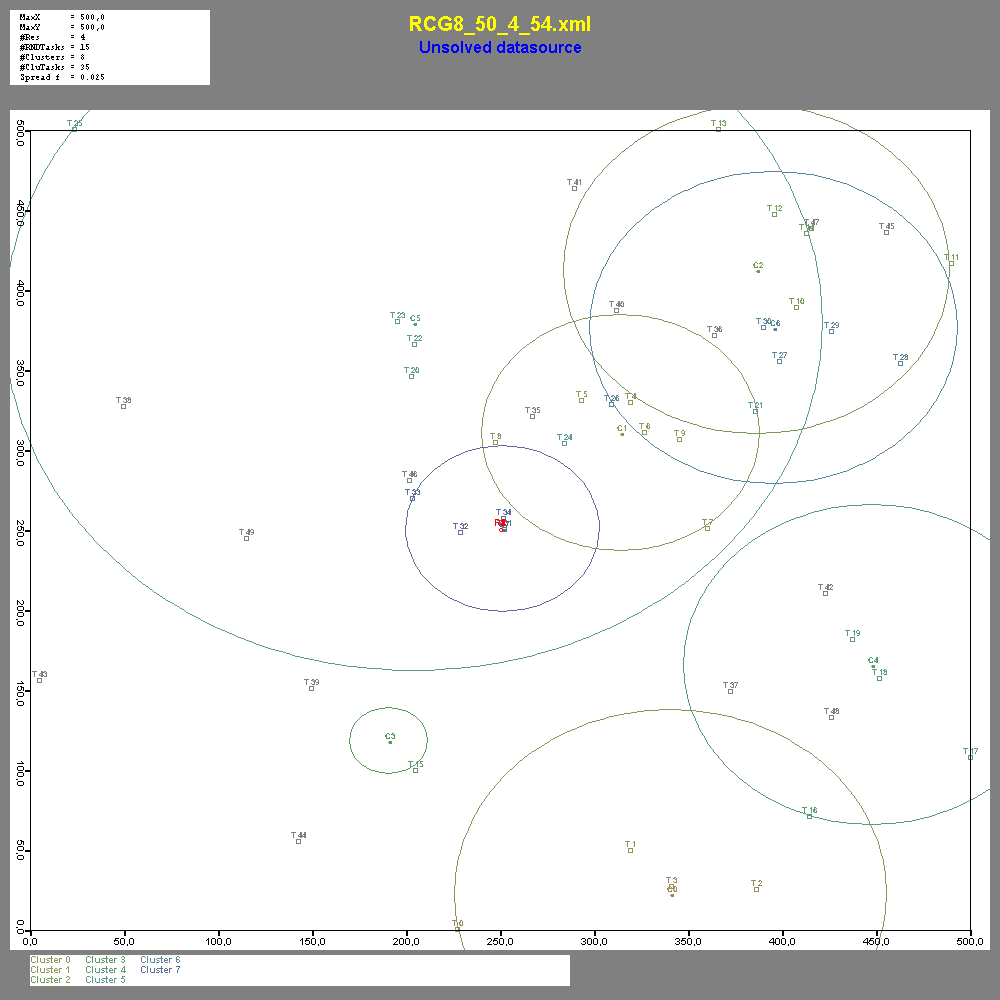 MaxX = 500,0
MaxY = 500,0
#Res = 4
#RNDTasks = 15
#Clusters = 8
#CluTasks = 35
Spread f = 0.025
RCG8_50_4_54.xml
Unsolved datasource
T 25
T 13
T 41
T 12
T 47
T 45
T 11
C2
T 10
T 40
T 23
C5
T 30
C6
T 29
T 36
T 22
T 27
T 28
T 20
T 38
T 5
T 26
T 4
T 21
T 35
C1
T 6
T 9
T 8
T 24
T 46
T 33
T 34
T 32
T 7
T 49
T 42
T 19
C4
T 18
T 43
T 39
T 37
T 48
C3
T 15
T 17
T 16
T 44
T 1
T 3
C0
T 2
T 0
500,0
450,0
400,0
350,0
300,0
250,0
200,0
150,0
100,0
50,0
0,0
0,0 50,0 100,0 150,0 200,0 250,0 300,0 350,0 400,0 450,0 500,0
Cluster 0 Cluster 3 Cluster 6
Cluster 1 Cluster 4 Cluster 7
Cluster 2 Cluster 5